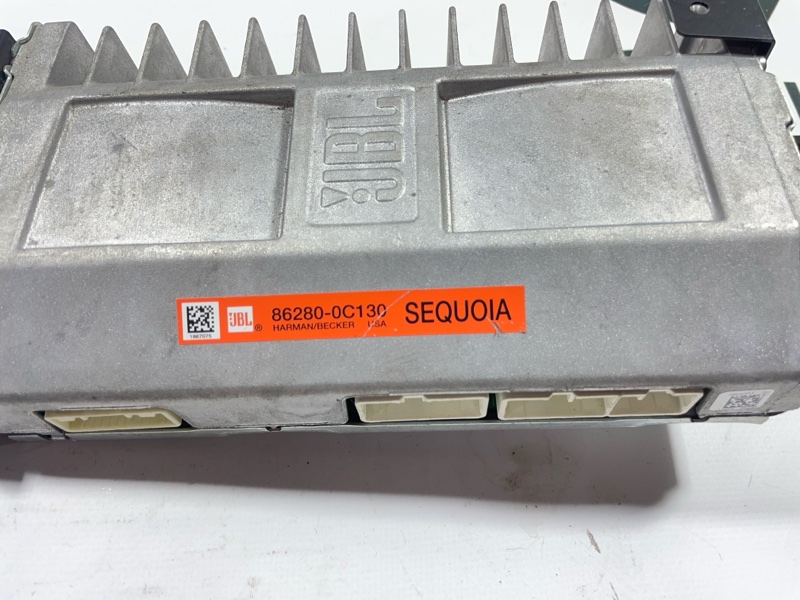 JBL
JBL® 86280-0C130 SEQUOIA
HARMAN/BECKER USA